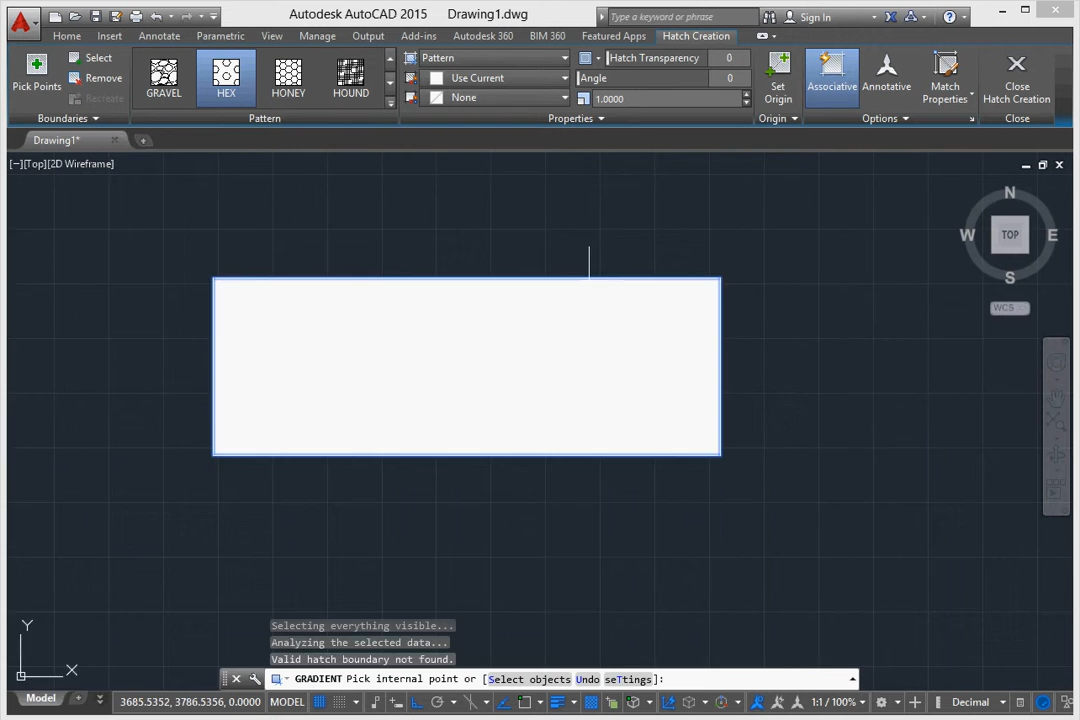 Autodesk AutoCAD 2015 Drawing1.dwg
Type a keyword or phrase
Sign In
Home Insert Annotate Parametric View Manage Output Add-ins Autodesk 360 BIM 360 Featured Apps Hatch Creation
Pick Points
Select
Remove
Recreate
Boundaries
GRAVEL HEX HONEY HOUND
Pattern
Pattern
Use Current
None
Hatch Transparency 0
Angle 0
1.0000
Properties
Set Origin
Origin
Associative
Annotative
Match Properties
Options
Close Hatch Creation
Close
Drawing1*
[−][Top][2D Wireframe]
N
W TOP E
S
WCS
Y
X
Selecting everything visible...
Analyzing the selected data...
Valid hatch boundary not found.
GRADIENT Pick internal point or [Select objects Undo seTtings]:
Model
3685.5352, 3786.5356, 0.0000 MODEL
1:1 / 100%
Decimal